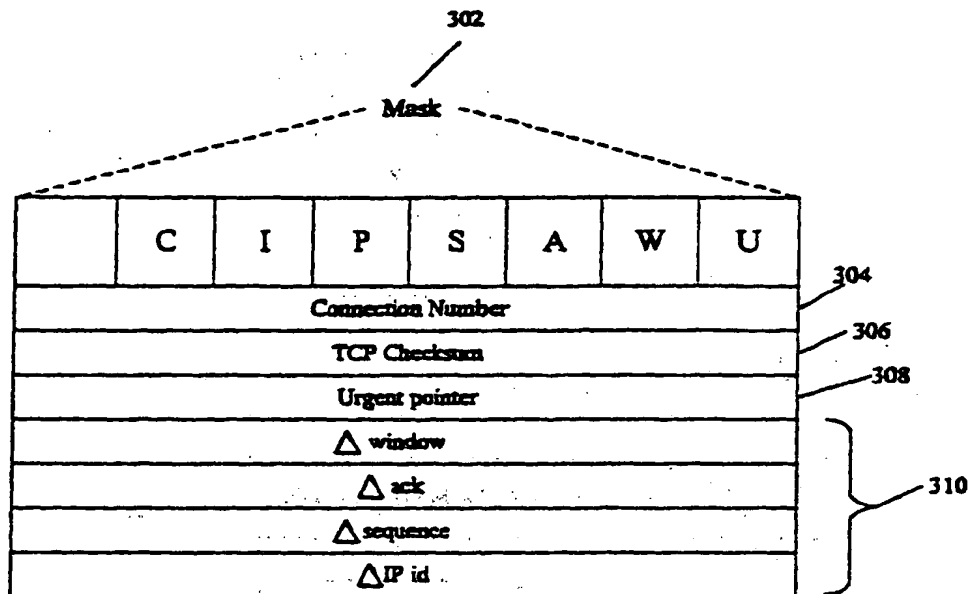 302
Mask
C I P S A W U
304
Connection Number
306
TCP Checksum
308
Urgent pointer
△ window
△ ack
310
△ sequence
△ IP id